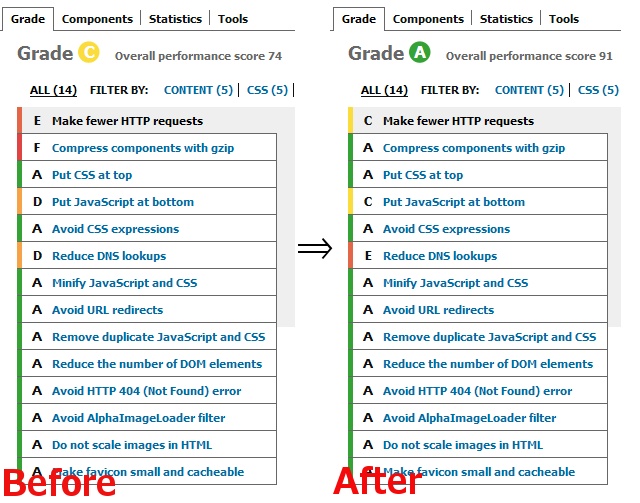 Grade Components Statistics Tools
Grade C Overall performance score 74
ALL (14) FILTER BY: CONTENT (5) CSS (5)
E Make fewer HTTP requests
F Compress components with gzip
A Put CSS at top
D Put JavaScript at bottom
A Avoid CSS expressions
D Reduce DNS lookups
A Minify JavaScript and CSS
A Avoid URL redirects
A Remove duplicate JavaScript and CSS
A Reduce the number of DOM elements
A Avoid HTTP 404 (Not Found) error
A Avoid AlphaImageLoader filter
A Do not scale images in HTML
A Make favicon small and cacheable
Before
⇒
Grade Components Statistics Tools
Grade A Overall performance score 91
ALL (14) FILTER BY: CONTENT (5) CSS (5)
C Make fewer HTTP requests
A Compress components with gzip
A Put CSS at top
C Put JavaScript at bottom
A Avoid CSS expressions
E Reduce DNS lookups
A Minify JavaScript and CSS
A Avoid URL redirects
A Remove duplicate JavaScript and CSS
A Reduce the number of DOM elements
A Avoid HTTP 404 (Not Found) error
A Avoid AlphaImageLoader filter
A Do not scale images in HTML
A Make favicon small and cacheable
After